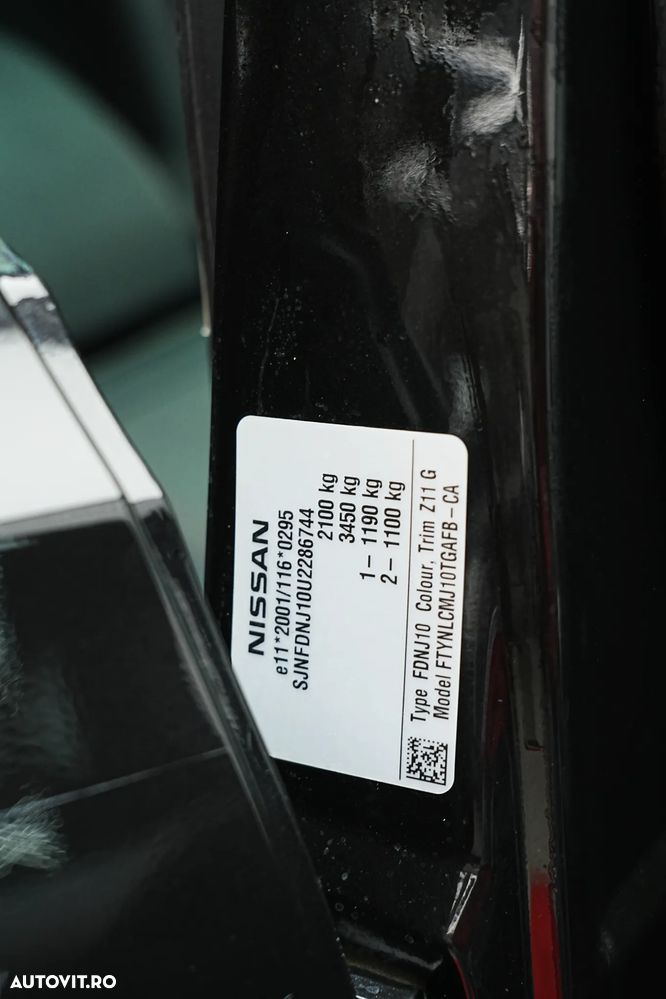 NISSAN
e11*2001/116*0295
SJNFDNJ10U2286744
2100 kg
3450 kg
1– 1190 kg
2– 1100 kg
Type FDNJ10 Colour, Trim Z11 G
Model FTYNLCMJ10TGAFB–CA
AUTOVIT.RO